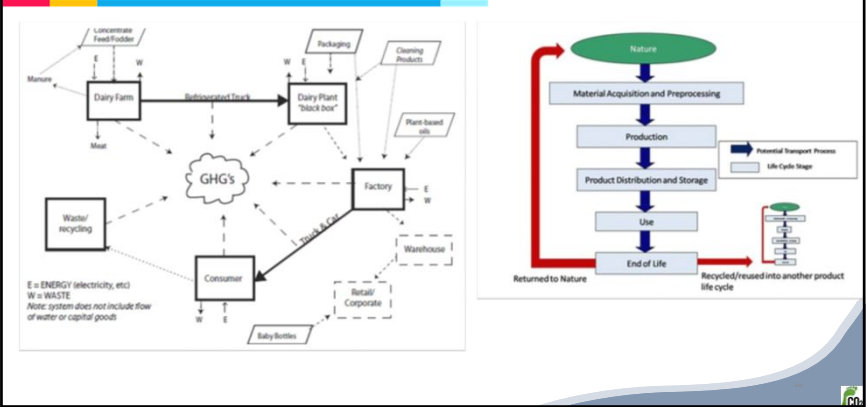 Concentrate
Feed/Fodder
E
W
Manure
Dairy Farm
Meat
Refrigerated Truck
Packaging
W
E
Dairy Plant
"black box"
Cleaning
Products
Plant-based
oils
GHG's
Factory
E
W
Truck & Car
Waste/
recycling
Consumer
W
E
Warehouse
Retail/
Corporate
Baby Bottles
E = ENERGY (electricity, etc)
W = WASTE
Note: system does not include flow
of water or capital goods
Nature
Material Acquisition and Preprocessing
Production
Product Distribution and Storage
Use
End of Life
Potential Transport Process
Life Cycle Stage
Returned to Nature
Recycled/reused into another product
life cycle
CO₂